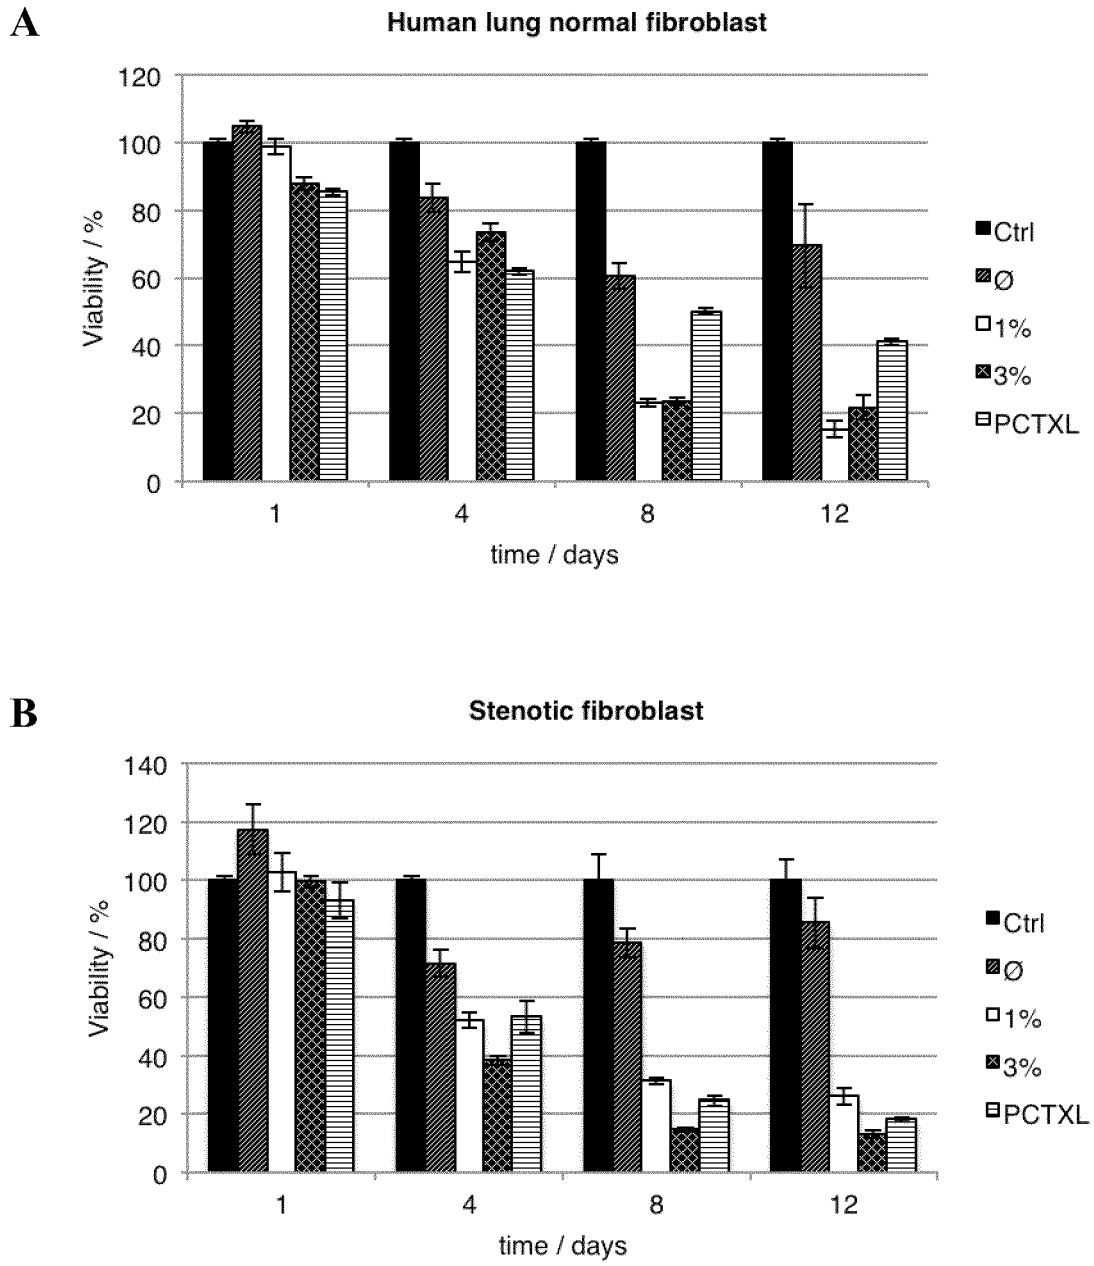 A
Human lung normal fibroblast
120
100
80
60
40
20
0
Viability / %
1 4 8 12
time / days
Ctrl
Ø
1%
3%
PCTXL
B
Stenotic fibroblast
140
120
100
80
60
40
20
0
Viability / %
1 4 8 12
time / days
Ctrl
Ø
1%
3%
PCTXL